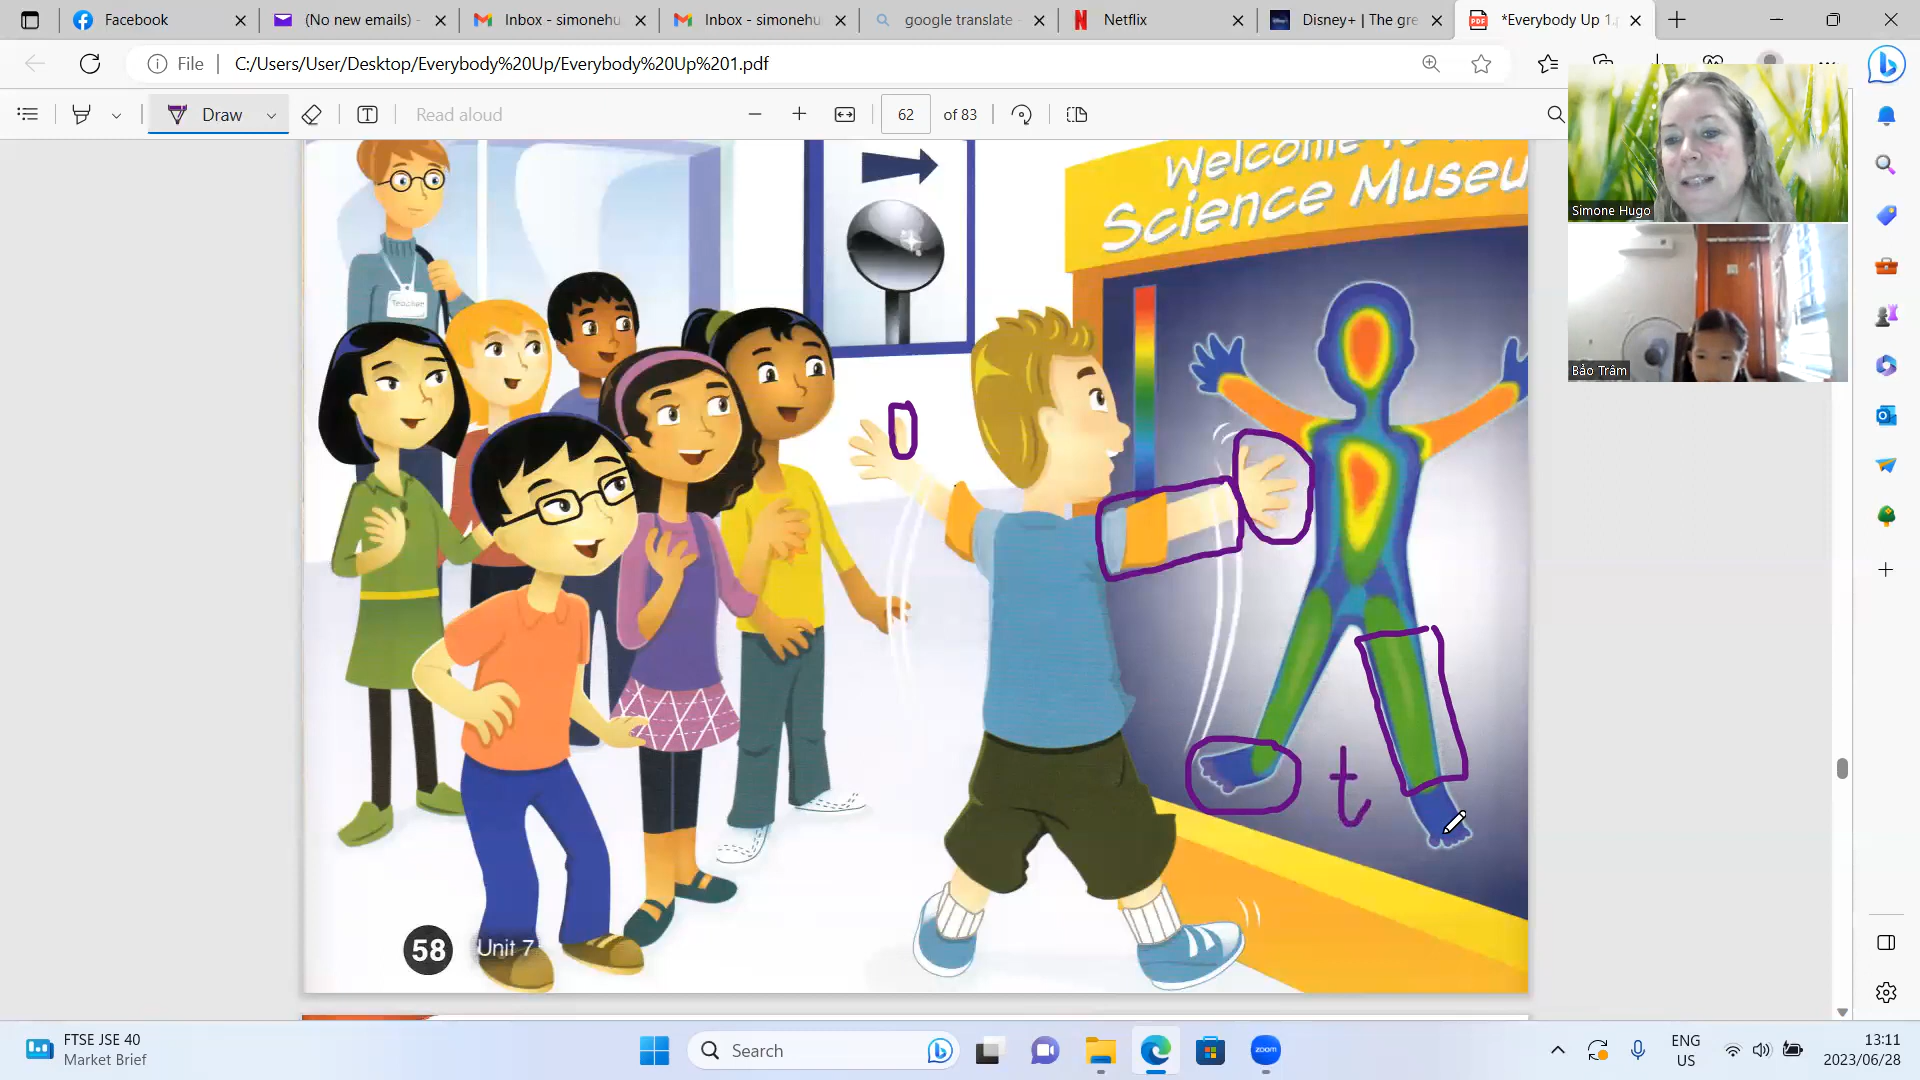 Facebook
(No new emails) -
Inbox - simonehu
Inbox - simonehu
google translate
Netflix
Disney+ | The gre
*Everybody Up 1.
File
C:/Users/User/Desktop/Everybody%20Up/Everybody%20Up%201.pdf
Draw
Read aloud
62
of 83
Science Museu
Teacher
Simone Hugo
Bảo Trâm
t
58
Unit 7
FTSE JSE 40
Market Brief
Search
zoom
ENG
US
13:11
2023/06/28